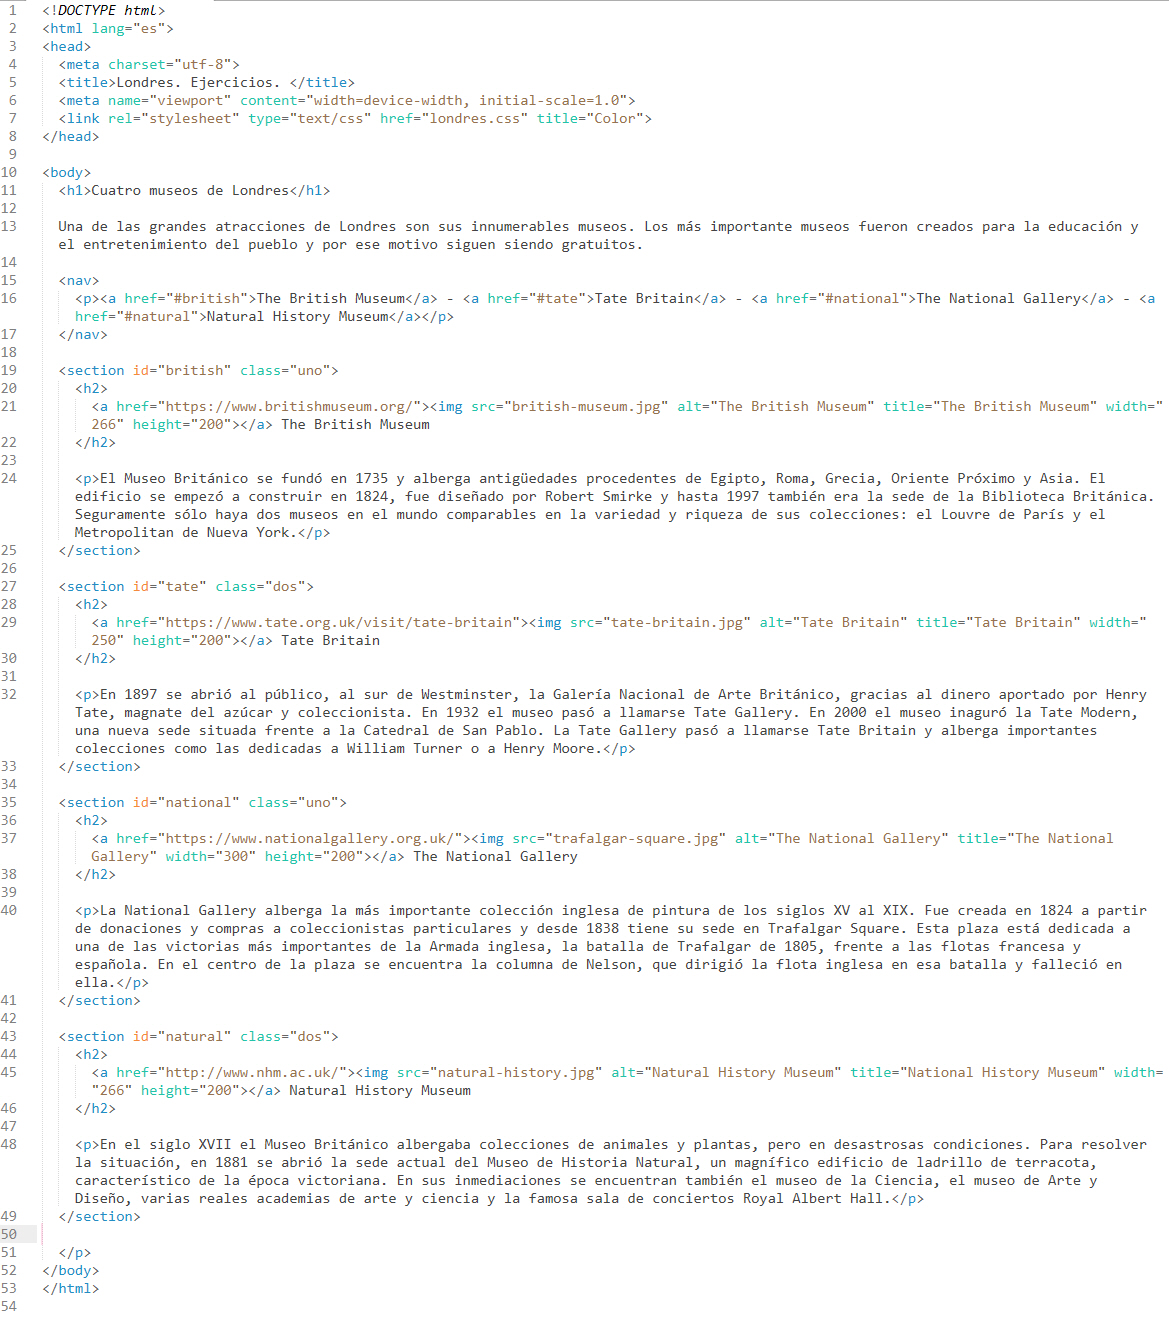 1 <!DOCTYPE html>
2 <html lang="es">
3 <head>
4 <meta charset="utf-8">
5 <title>Londres. Ejercicios. </title>
6 <meta name="viewport" content="width=device-width, initial-scale=1.0">
7 <link rel="stylesheet" type="text/css" href="londres.css" title="Color">
8 </head>
9
10 <body>
11 <h1>Cuatro museos de Londres</h1>
12
13 Una de las grandes atracciones de Londres son sus innumerables museos. Los más importante museos fueron creados para la educación y
el entretenimiento del pueblo y por ese motivo siguen siendo gratuitos.
14
15 <nav>
16 <p><a href="#british">The British Museum</a> - <a href="#tate">Tate Britain</a> - <a href="#national">The National Gallery</a> - <a
href="#natural">Natural History Museum</a></p>
17 </nav>
18
19 <section id="british" class="uno">
20 <h2>
21 <a href="https://www.britishmuseum.org/"><img src="british-museum.jpg" alt="The British Museum" title="The British Museum" width="
266" height="200"></a> The British Museum
22 </h2>
23
24 <p>El Museo Británico se fundó en 1735 y alberga antigüedades procedentes de Egipto, Roma, Grecia, Oriente Próximo y Asia. El
edificio se empezó a construir en 1824, fue diseñado por Robert Smirke y hasta 1997 también era la sede de la Biblioteca Británica.
Seguramente sólo haya dos museos en el mundo comparables en la variedad y riqueza de sus colecciones: el Louvre de París y el
Metropolitan de Nueva York.</p>
25 </section>
26
27 <section id="tate" class="dos">
28 <h2>
29 <a href="https://www.tate.org.uk/visit/tate-britain"><img src="tate-britain.jpg" alt="Tate Britain" title="Tate Britain" width="
250" height="200"></a> Tate Britain
30 </h2>
31
32 <p>En 1897 se abrió al público, al sur de Westminster, la Galería Nacional de Arte Británico, gracias al dinero aportado por Henry
Tate, magnate del azúcar y coleccionista. En 1932 el museo pasó a llamarse Tate Gallery. En 2000 el museo inaguró la Tate Modern,
una nueva sede situada frente a la Catedral de San Pablo. La Tate Gallery pasó a llamarse Tate Britain y alberga importantes
colecciones como las dedicadas a William Turner o a Henry Moore.</p>
33 </section>
34
35 <section id="national" class="uno">
36 <h2>
37 <a href="https://www.nationalgallery.org.uk/"><img src="trafalgar-square.jpg" alt="The National Gallery" title="The National
Gallery" width="300" height="200"></a> The National Gallery
38 </h2>
39
40 <p>La National Gallery alberga la más importante colección inglesa de pintura de los siglos XV al XIX. Fue creada en 1824 a partir
de donaciones y compras a coleccionistas particulares y desde 1838 tiene su sede en Trafalgar Square. Esta plaza está dedicada a
una de las victorias más importantes de la Armada inglesa, la batalla de Trafalgar de 1805, frente a las flotas francesa y
española. En el centro de la plaza se encuentra la columna de Nelson, que dirigió la flota inglesa en esa batalla y falleció en
ella.</p>
41 </section>
42
43 <section id="natural" class="dos">
44 <h2>
45 <a href="http://www.nhm.ac.uk/"><img src="natural-history.jpg" alt="Natural History Museum" title="National History Museum" width=
"266" height="200"></a> Natural History Museum
46 </h2>
47
48 <p>En el siglo XVII el Museo Británico albergaba colecciones de animales y plantas, pero en desastrosas condiciones. Para resolver
la situación, en 1881 se abrió la sede actual del Museo de Historia Natural, un magnífico edificio de ladrillo de terracota,
característico de la época victoriana. En sus inmediaciones se encuentran también el museo de la Ciencia, el museo de Arte y
Diseño, varias reales academias de arte y ciencia y la famosa sala de conciertos Royal Albert Hall.</p>
49 </section>
50
51 </p>
52 </body>
53 </html>
54